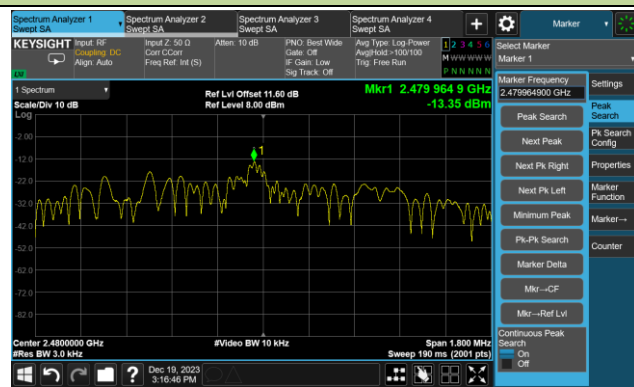 Spectrum Analyzer 1
Swept SA
Spectrum Analyzer 2
Swept SA
Spectrum Analyzer 3
Swept SA
Spectrum Analyzer 4
Swept SA
Marker
KEYSIGHT
Input: RF
Coupling: DC
Align: Auto
Input Z: 50 Ω
Corr CCorr
Freq Ref: Int (S)
Atten: 10 dB
PNO: Best Wide
Gate: Off
IF Gain: Low
Sig Track: Off
Avg Type: Log-Power
Avg|Hold:>100/100
Trig: Free Run
1 2 3 4 5 6
M W W W W W
P N N N N N
Select Marker
Marker 1
1 Spectrum
Scale/Div 10 dB
Log
Ref Lvl Offset 11.60 dB
Ref Level 8.00 dBm
Mkr1 2.479 964 9 GHz
-13.35 dBm
1
-2.00
-12.0
-22.0
-32.0
-42.0
-52.0
-62.0
-72.0
-82.0
Center 2.4800000 GHz
#Res BW 3.0 kHz
#Video BW 10 kHz
Span 1.800 MHz
Sweep 190 ms (2001 pts)
Marker Frequency
2.479964900 GHz
Peak Search
Next Peak
Next Pk Right
Next Pk Left
Minimum Peak
Pk-Pk Search
Marker Delta
Mkr→CF
Mkr→Ref Lvl
Continuous Peak
Search
On
Off
Settings
Peak
Search
Pk Search
Config
Properties
Marker
Function
Marker→
Counter
?
Dec 19, 2023
3:16:46 PM